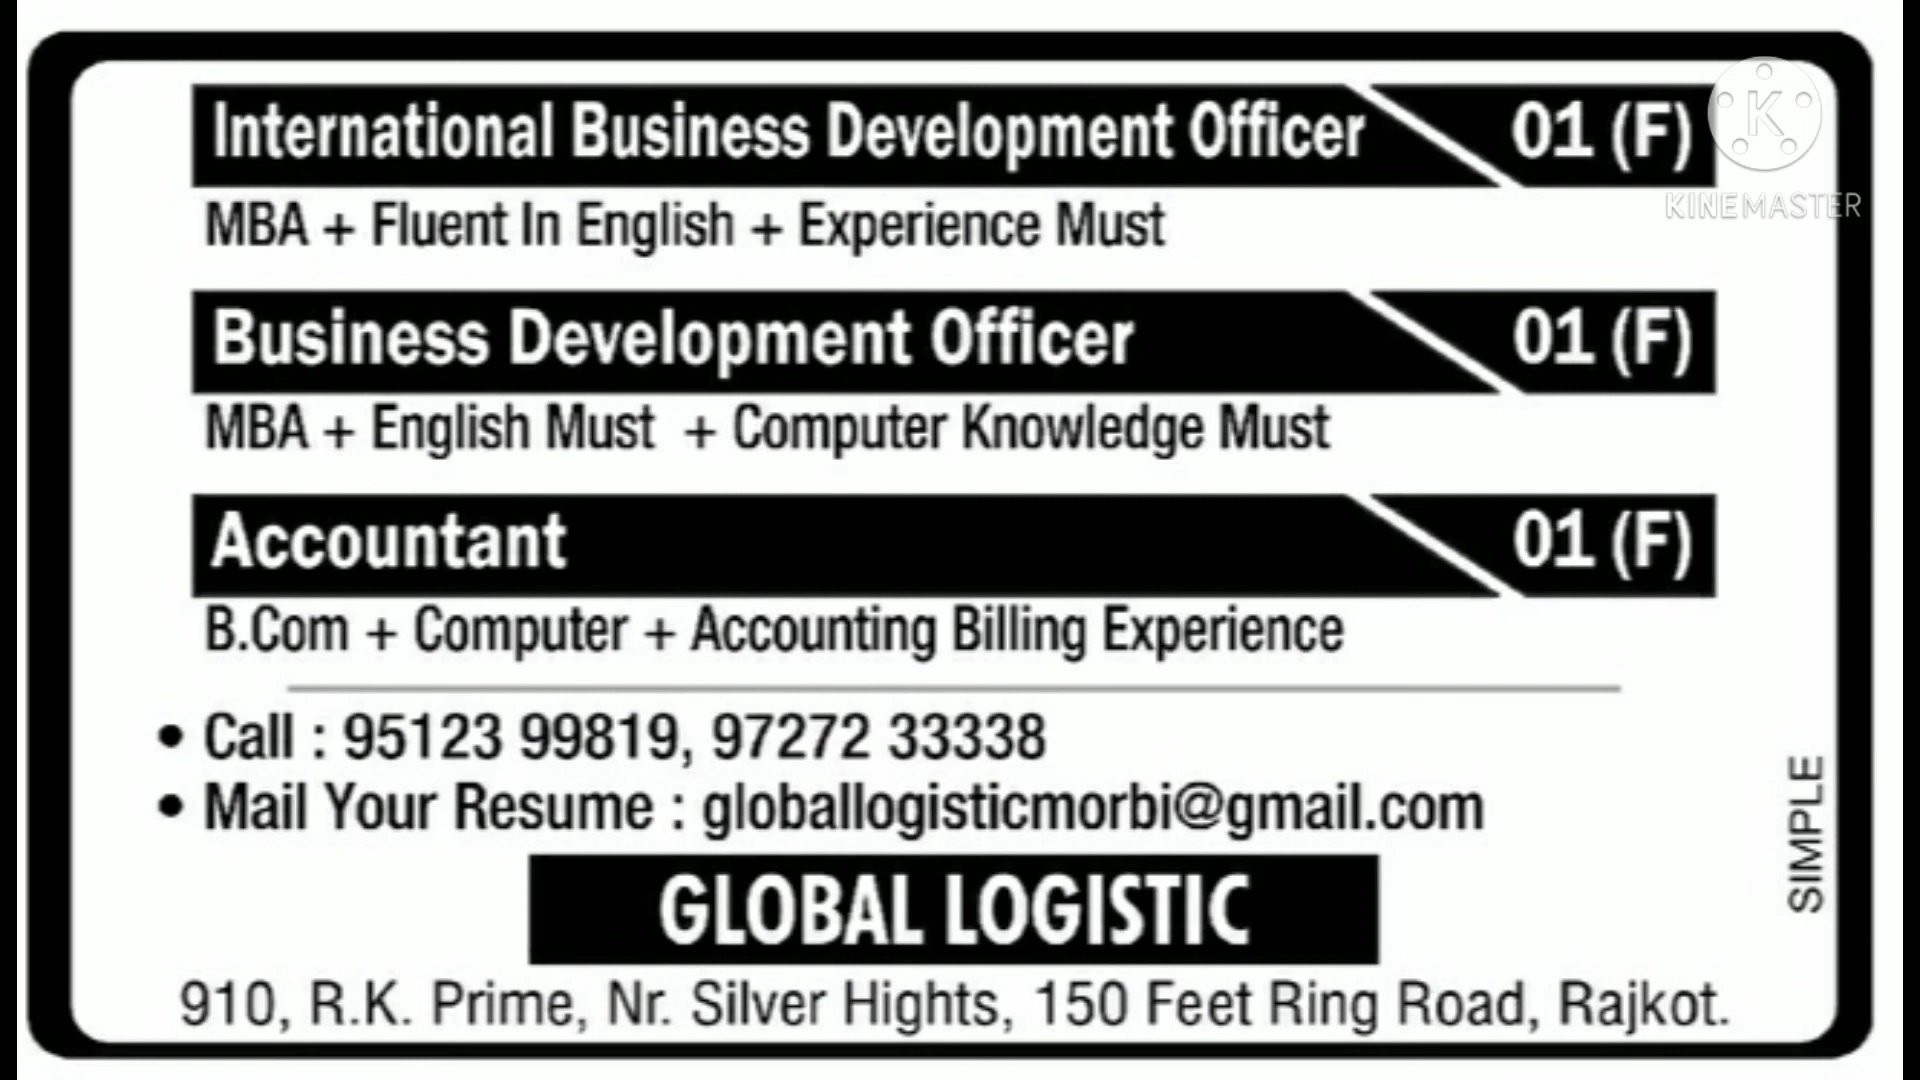 International Business Development Officer 01 (F)
MBA + Fluent In English + Experience Must
Business Development Officer 01 (F)
MBA + English Must + Computer Knowledge Must
Accountant 01 (F)
B.Com + Computer + Accounting Billing Experience
• Call : 95123 99819, 97272 33338
• Mail Your Resume : globallogisticmorbi@gmail.com
GLOBAL LOGISTIC
910, R.K. Prime, Nr. Silver Hights, 150 Feet Ring Road, Rajkot.
SIMPLE
K
KINEMASTER